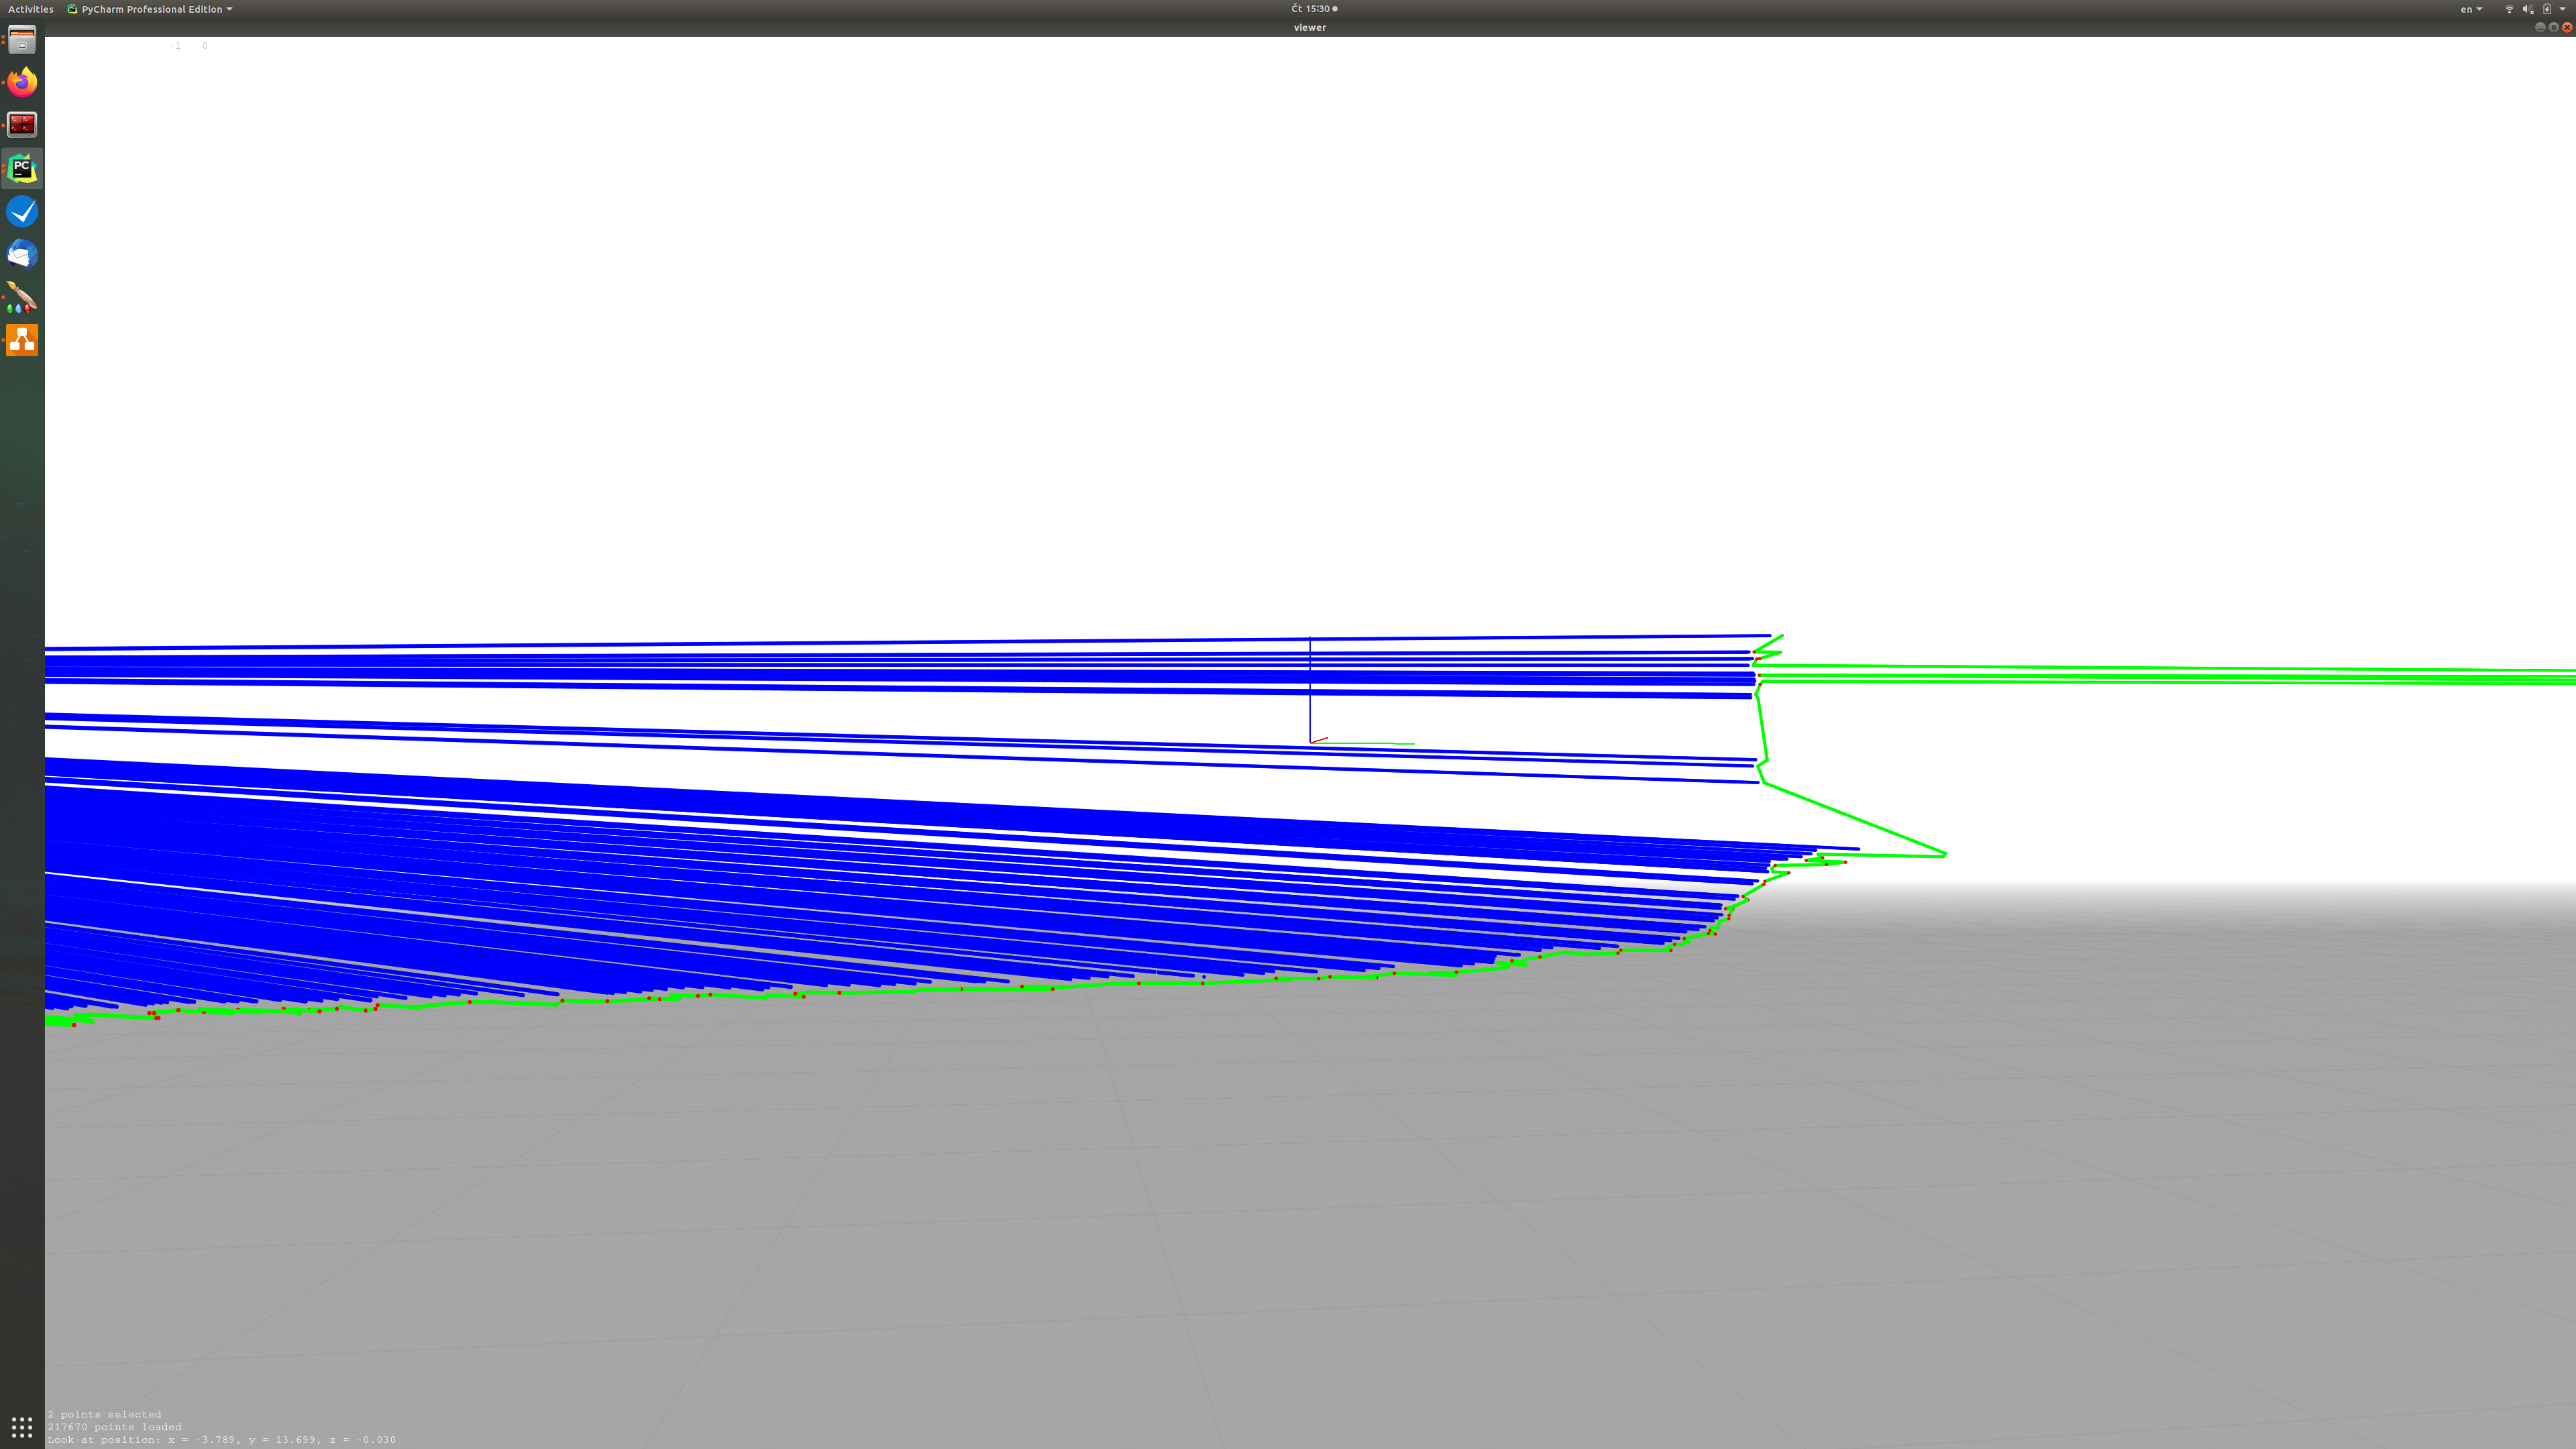 Activities PyCharm Professional Edition Čt 15:30 en
viewer
-1 0
PC
2 points selected
217670 points loaded
Look-at position: x = -3.789, y = 13.699, z = -0.030